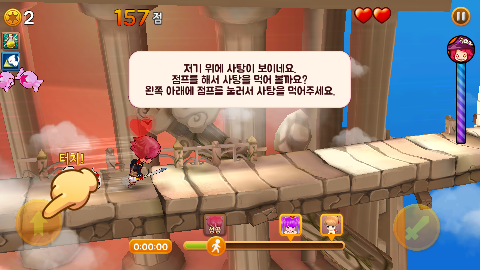 2
157 점
저기 위에 사탕이 보이네요.
점프를 해서 사탕을 먹어 볼까요?
왼쪽 아래에 점프를 눌러서 사탕을 먹어주세요.
터치!
성공
0:00:00